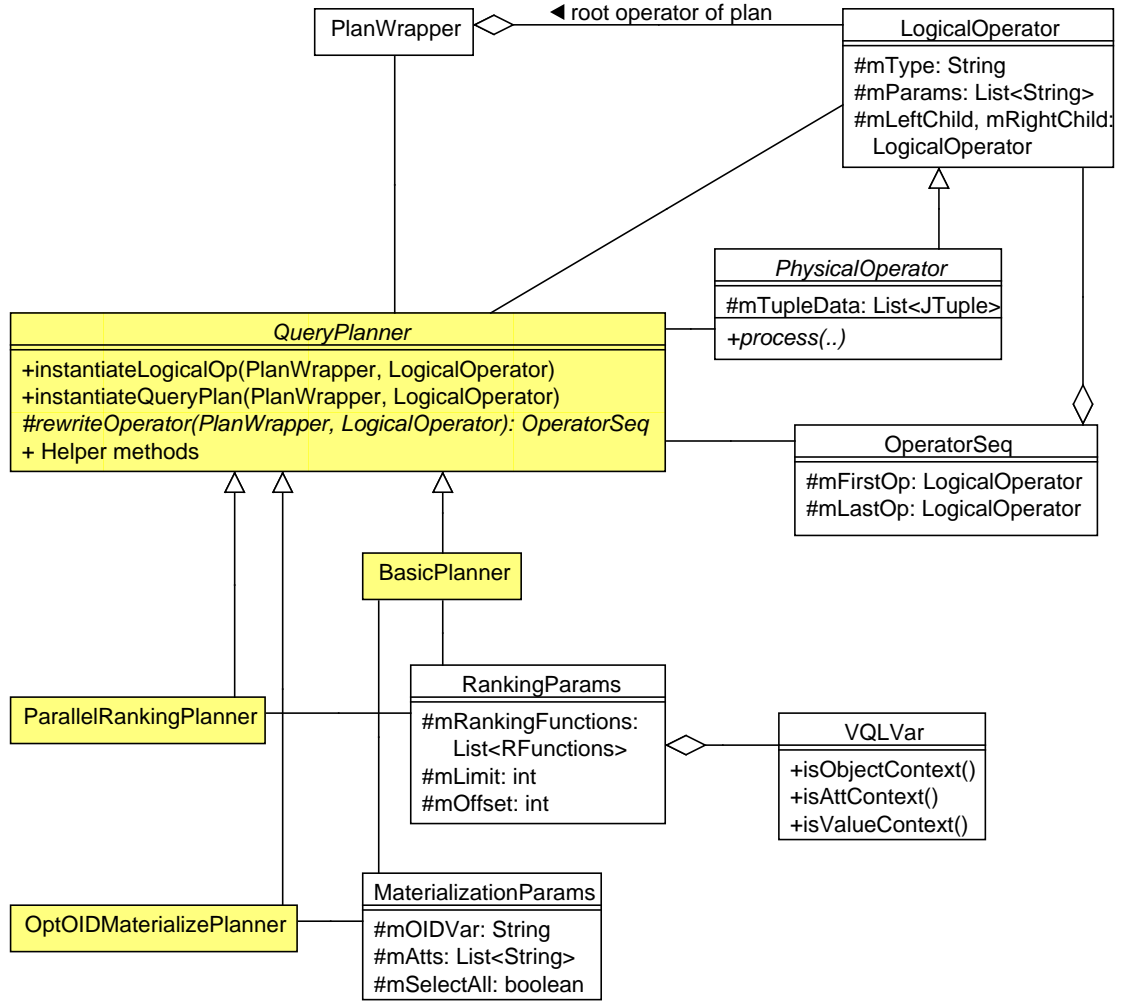 PlanWrapper
◀ root operator of plan
LogicalOperator
#mType: String
#mParams: List<String>
#mLeftChild, mRightChild:
LogicalOperator
PhysicalOperator
#mTupleData: List<JTuple>
+process(..)
QueryPlanner
+instantiateLogicalOp(PlanWrapper, LogicalOperator)
+instantiateQueryPlan(PlanWrapper, LogicalOperator)
#rewriteOperator(PlanWrapper, LogicalOperator): OperatorSeq
+ Helper methods
OperatorSeq
#mFirstOp: LogicalOperator
#mLastOp: LogicalOperator
BasicPlanner
ParallelRankingPlanner
RankingParams
#mRankingFunctions:
List<RFunctions>
#mLimit: int
#mOffset: int
VQLVar
+isObjectContext()
+isAttContext()
+isValueContext()
OptOIDMaterializePlanner
MaterializationParams
#mOIDVar: String
#mAtts: List<String>
#mSelectAll: boolean